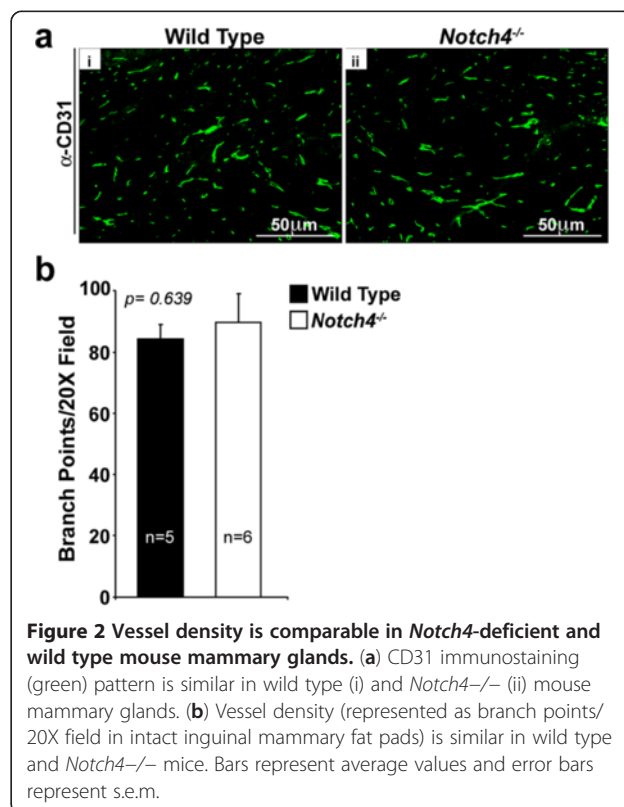 a
Wild Type
Notch4-/-
i
ii
α-CD31
50μm
50μm
b
p= 0.639
Wild Type
Notch4-/-
Branch Points/20X Field
100
80
60
40
20
0
n=5
n=6
Figure 2 Vessel density is comparable in Notch4-deficient and
wild type mouse mammary glands. (a) CD31 immunostaining
(green) pattern is similar in wild type (i) and Notch4−/− (ii) mouse
mammary glands. (b) Vessel density (represented as branch points/
20X field in intact inguinal mammary fat pads) is similar in wild type
and Notch4−/− mice. Bars represent average values and error bars
represent s.e.m.